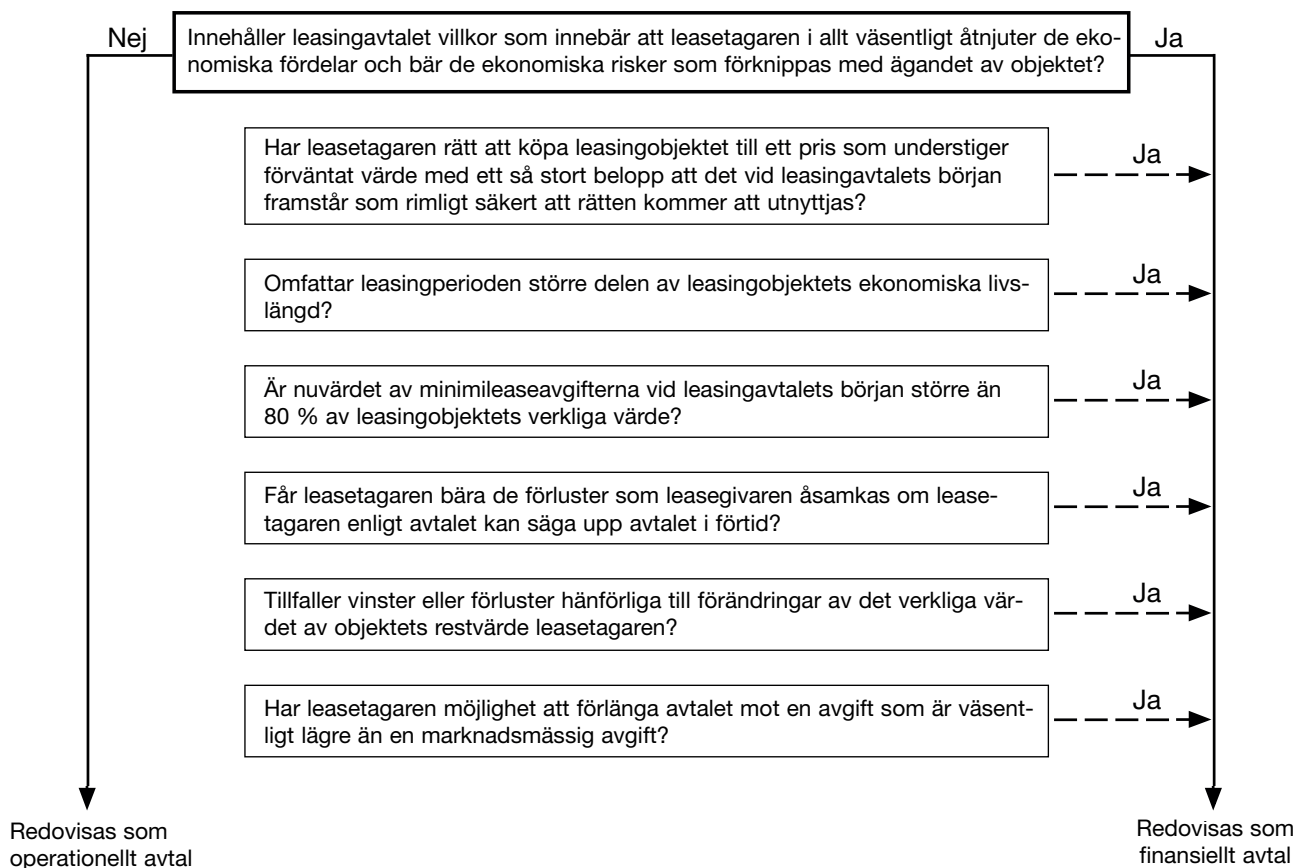 Nej
Innehåller leasingavtalet villkor som innebär att leasetagaren i allt väsentligt åtnjuter de eko-
nomiska fördelar och bär de ekonomiska risker som förknippas med ägandet av objektet?
Ja
Har leasetagaren rätt att köpa leasingobjektet till ett pris som understiger
förväntat värde med ett så stort belopp att det vid leasingavtalets början
framstår som rimligt säkert att rätten kommer att utnyttjas?
Ja
Omfattar leasingperioden större delen av leasingobjektets ekonomiska livs-
längd?
Ja
Är nuvärdet av minimileaseavgifterna vid leasingavtalets början större än
80 % av leasingobjektets verkliga värde?
Ja
Får leasetagaren bära de förluster som leasegivaren åsamkas om lease-
tagaren enligt avtalet kan säga upp avtalet i förtid?
Ja
Tillfaller vinster eller förluster hänförliga till förändringar av det verkliga vär-
det av objektets restvärde leasetagaren?
Ja
Har leasetagaren möjlighet att förlänga avtalet mot en avgift som är väsent-
ligt lägre än en marknadsmässig avgift?
Ja
Redovisas som
operationellt avtal
Redovisas som
finansiellt avtal